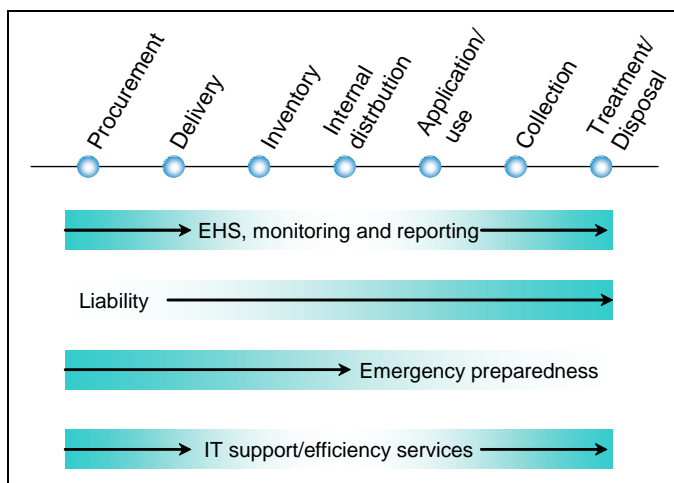 Procurement
Delivery
Inventory
Internal
distrbution
Application/
use
Collection
Treatment/
Disposal
EHS, monitoring and reporting
Liability
Emergency preparedness
IT support/efficiency services